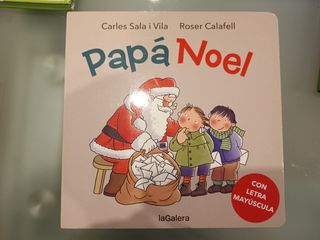 Carles Sala i Vila Roser Calafell
Papá Noel
CON
LETRA
MAYÚSCULA
laGalera